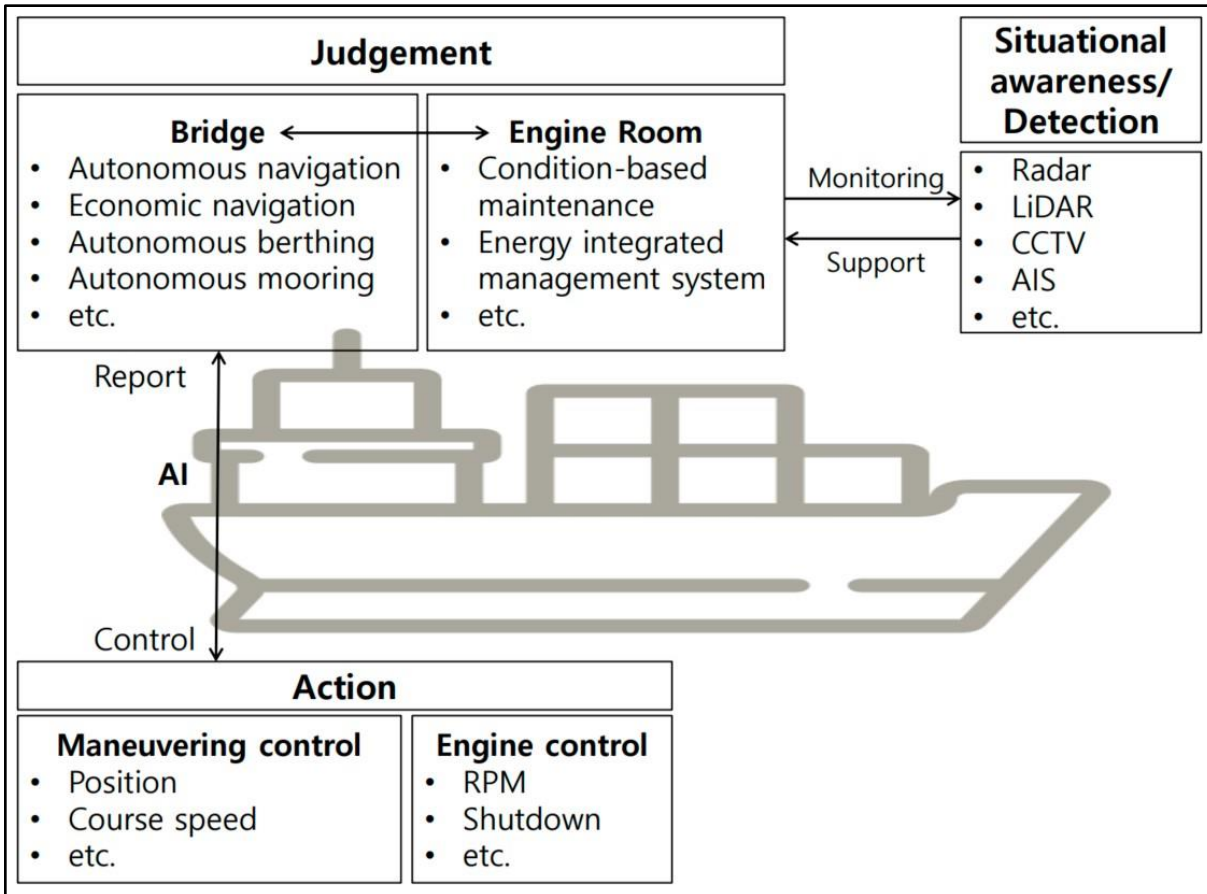 Judgement
Bridge
• Autonomous navigation
• Economic navigation
• Autonomous berthing
• Autonomous mooring
• etc.
Engine Room
• Condition-based
maintenance
• Energy integrated
management system
• etc.
Monitoring
Support
Situational
awareness/
Detection
• Radar
• LiDAR
• CCTV
• AIS
• etc.
Report
AI
Control
Action
Maneuvering control
• Position
• Course speed
• etc.
Engine control
• RPM
• Shutdown
• etc.